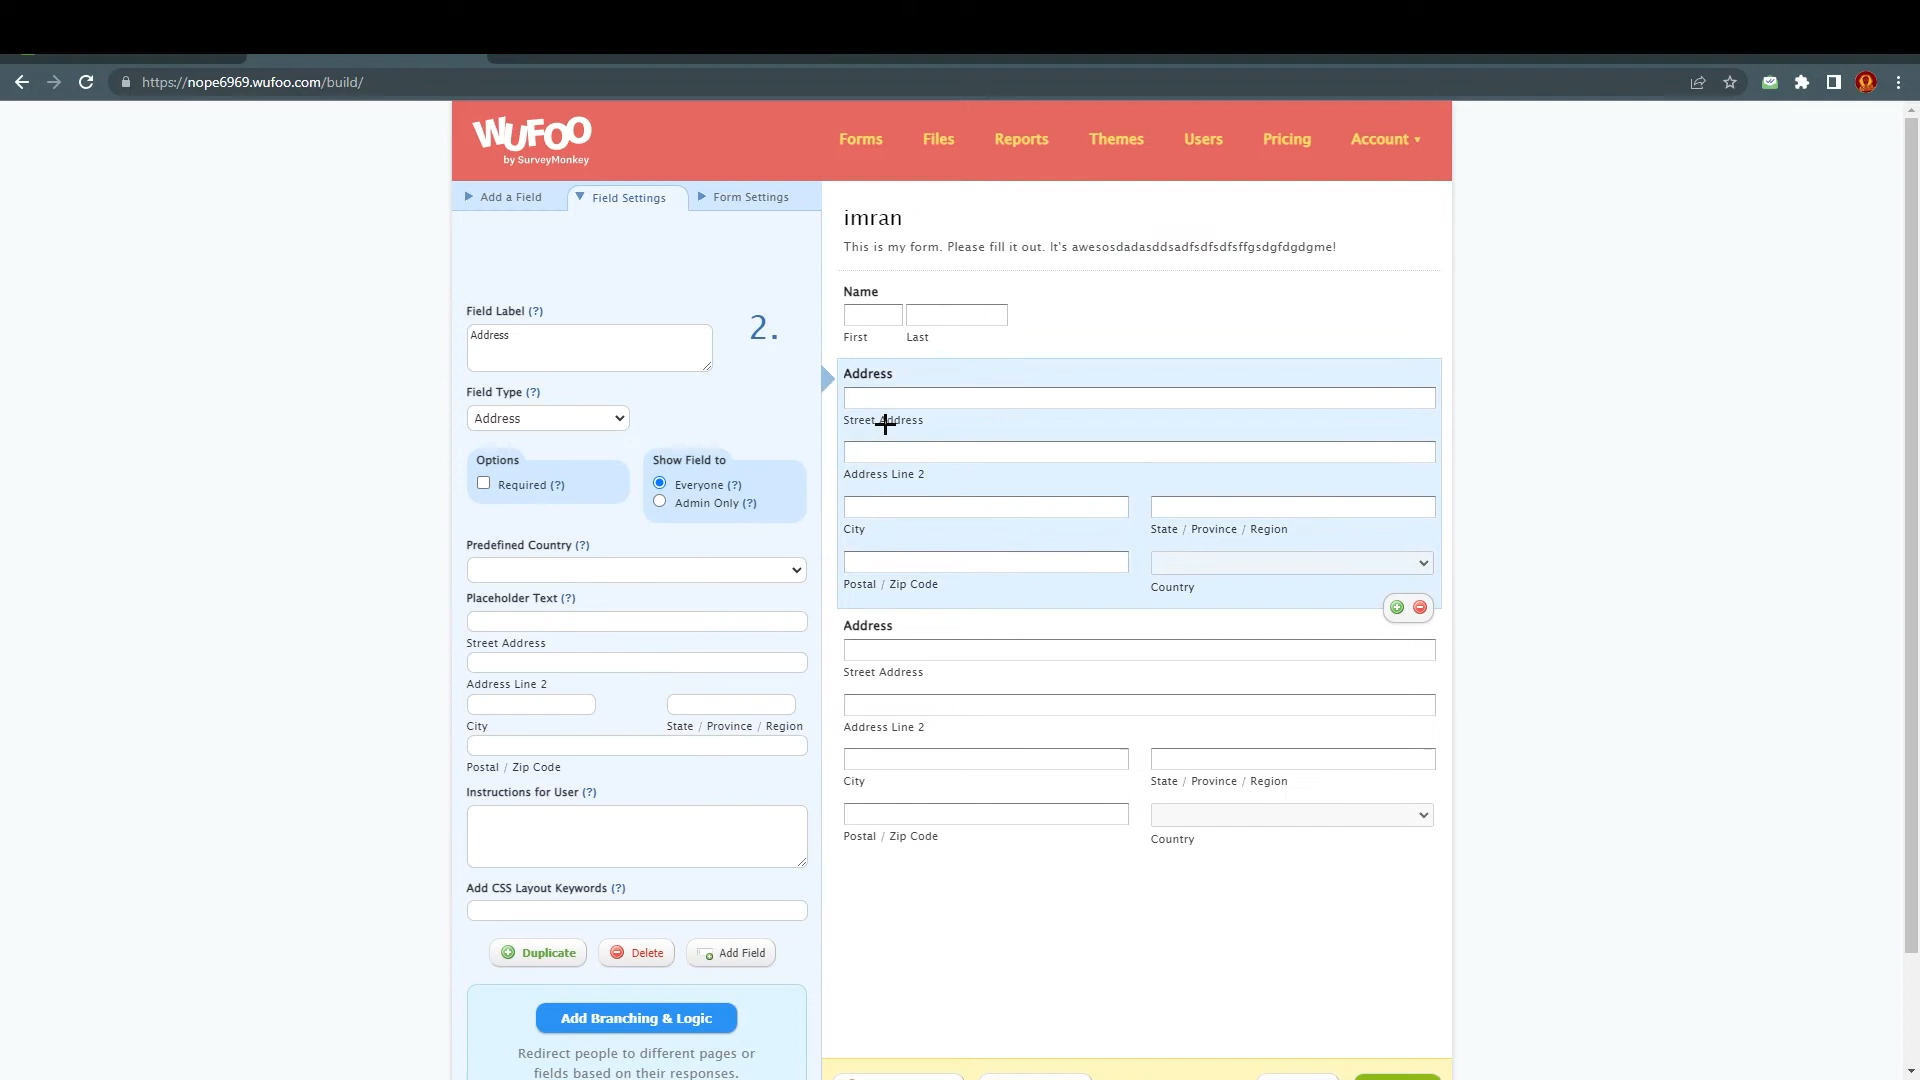 https://nope6969.wufoo.com/build/
WUFOO
by SurveyMonkey
Forms
Files
Reports
Themes
Users
Pricing
Account
Add a Field
Field Settings
Form Settings
Field Label (?)
Address
2.
Field Type (?)
Address
Options
Required (?)
Show Field to
Everyone (?)
Admin Only (?)
Predefined Country (?)
Placeholder Text (?)
Street Address
Address Line 2
City
State / Province / Region
Postal / Zip Code
Instructions for User (?)
Add CSS Layout Keywords (?)
Duplicate
Delete
Add Field
Add Branching & Logic
Redirect people to different pages or
fields based on their responses.
imran
This is my form. Please fill it out. It's awesosdadasddsadfsdfsdfsffgsdgfdgdgme!
Name
First
Last
Address
Street Address
Address Line 2
City
State / Province / Region
Postal / Zip Code
Country
Address
Street Address
Address Line 2
City
State / Province / Region
Postal / Zip Code
Country